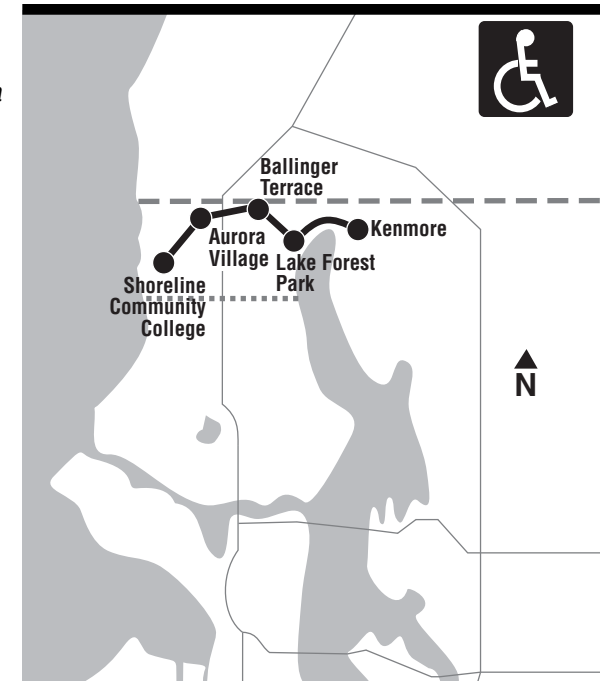 Ballinger
Terrace
Aurora
Village
Kenmore
Lake Forest
Park
Shoreline
Community
College
N